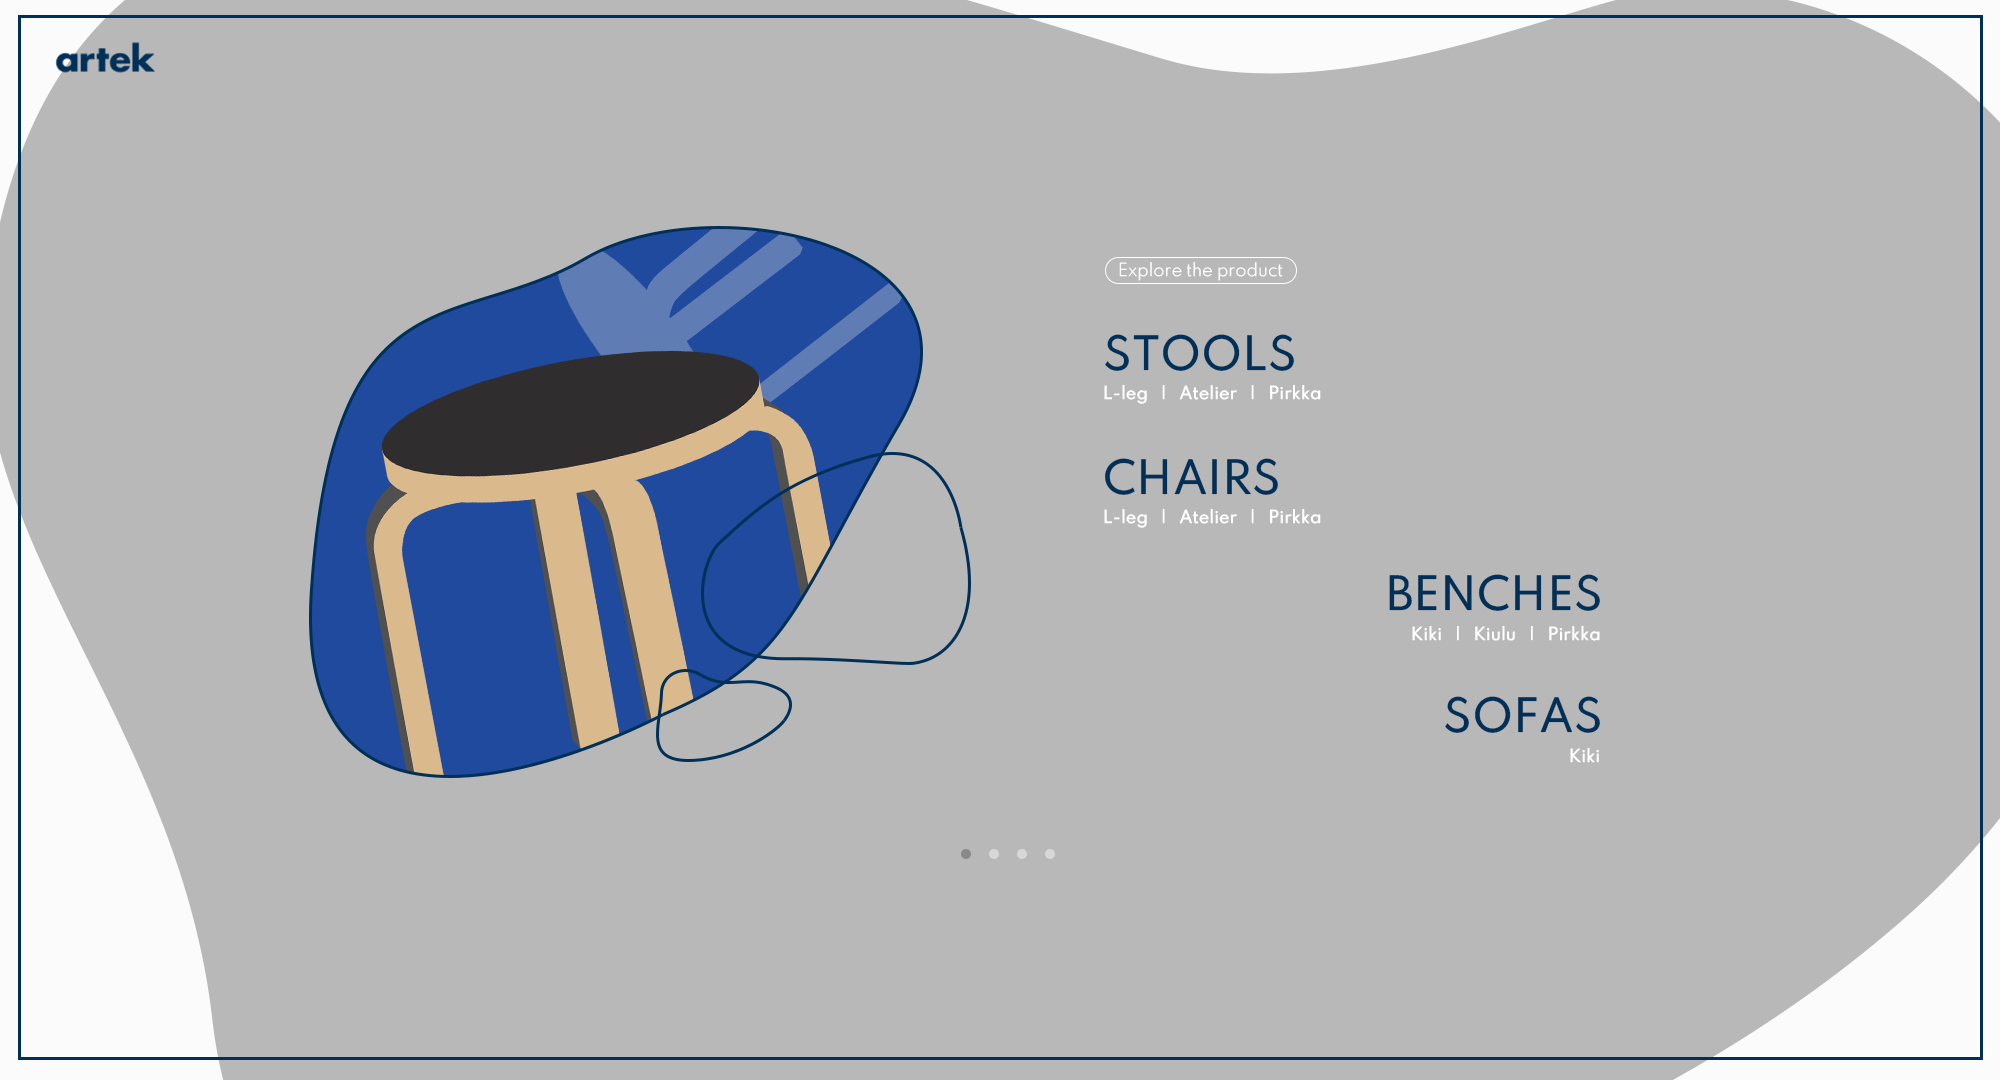 artek
Explore the product
STOOLS
L-leg | Atelier | Pirkka
CHAIRS
L-leg | Atelier | Pirkka
BENCHES
Kiki | Kiulu | Pirkka
SOFAS
Kiki